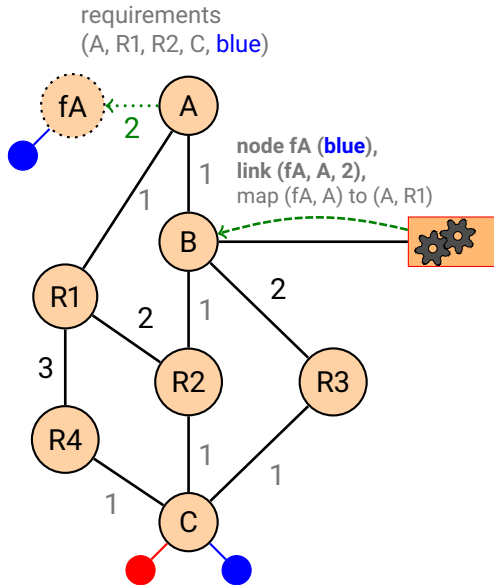 requirements
(A, R1, R2, C, blue)
fA
A
2
node fA (blue),
link (fA, A, 2),
map (fA, A) to (A, R1)
1
1
B
R1
2
1
2
3
R2
R3
R4
1
1
1
C